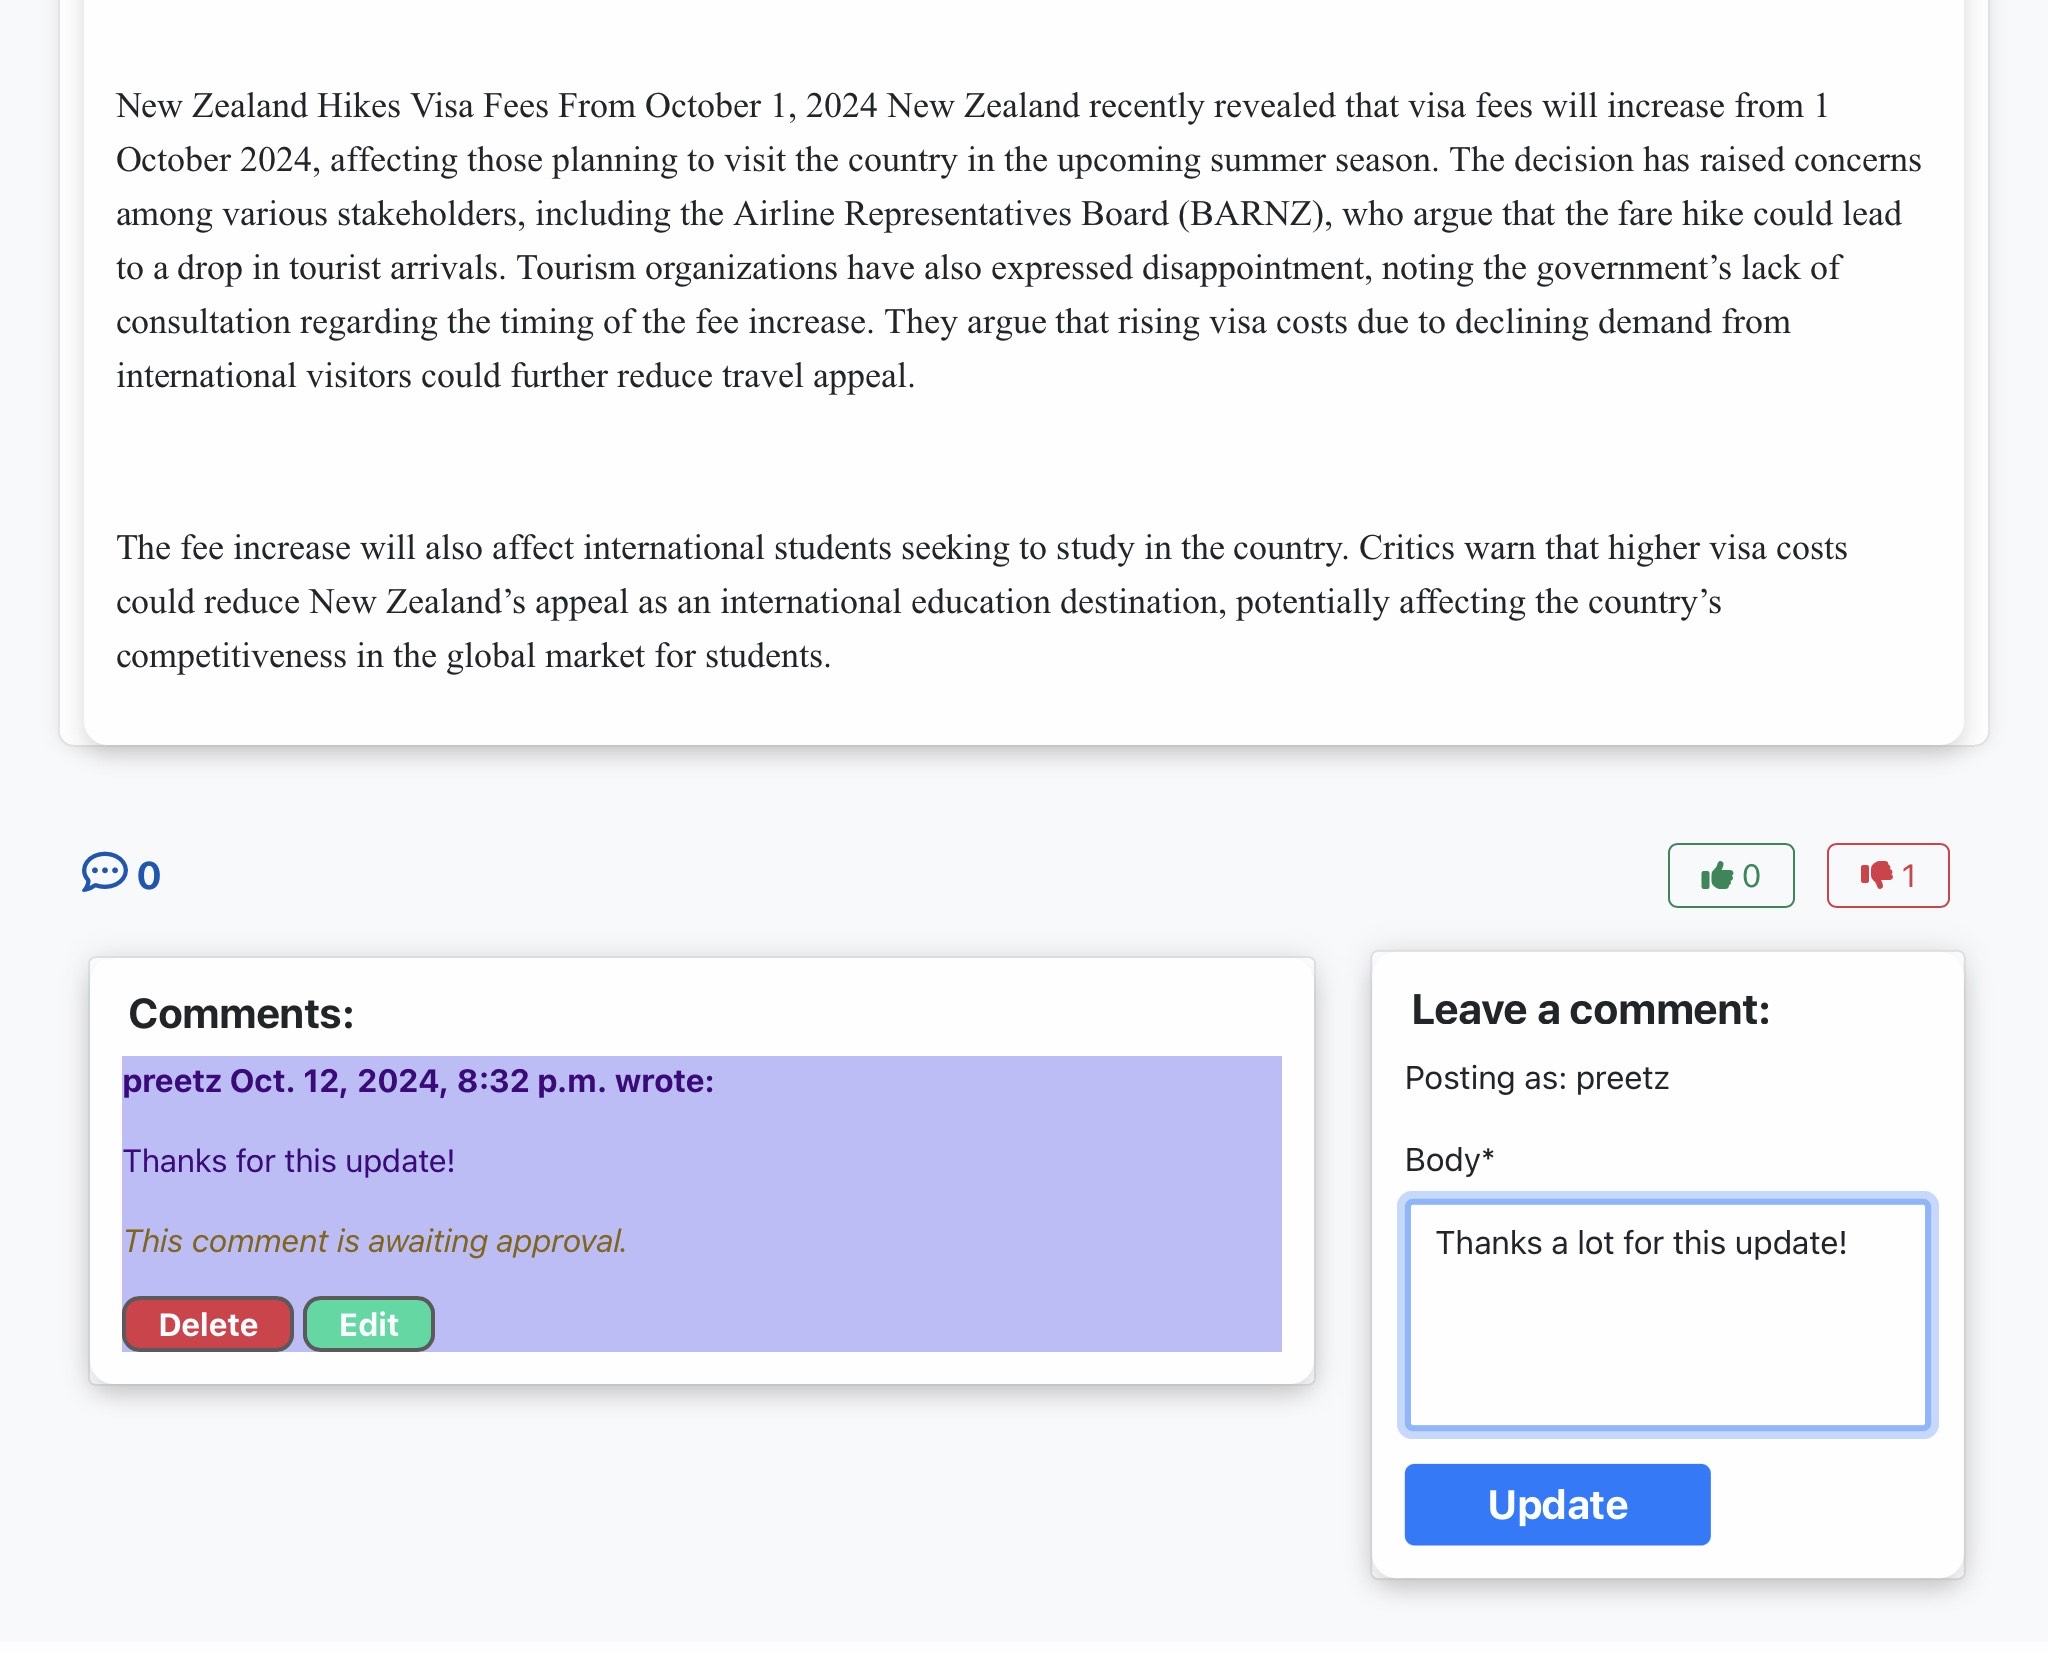 New Zealand Hikes Visa Fees From October 1, 2024 New Zealand recently revealed that visa fees will increase from 1
October 2024, affecting those planning to visit the country in the upcoming summer season. The decision has raised concerns
among various stakeholders, including the Airline Representatives Board (BARNZ), who argue that the fare hike could lead
to a drop in tourist arrivals. Tourism organizations have also expressed disappointment, noting the government’s lack of
consultation regarding the timing of the fee increase. They argue that rising visa costs due to declining demand from
international visitors could further reduce travel appeal.
The fee increase will also affect international students seeking to study in the country. Critics warn that higher visa costs
could reduce New Zealand’s appeal as an international education destination, potentially affecting the country’s
competitiveness in the global market for students.
0
0
1
Comments:
preetz Oct. 12, 2024, 8:32 p.m. wrote:
Thanks for this update!
This comment is awaiting approval.
Delete
Edit
Leave a comment:
Posting as: preetz
Body*
Thanks a lot for this update!
Update